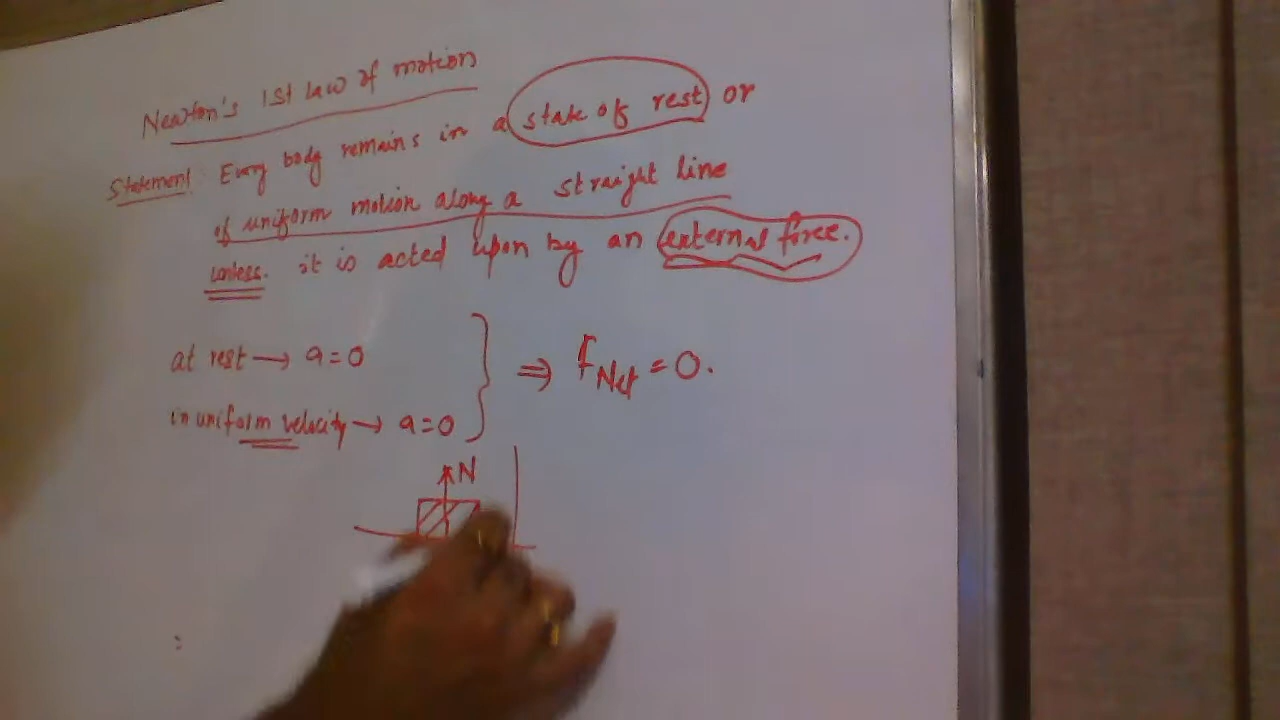 Newton's 1st law of motion
Statement: Every body remains in a state of rest or
of uniform motion along a straight line
unless. it is acted upon by an external force.
at rest → a=0
in uniform velocity → a=0
⇒ F Net = 0.
N